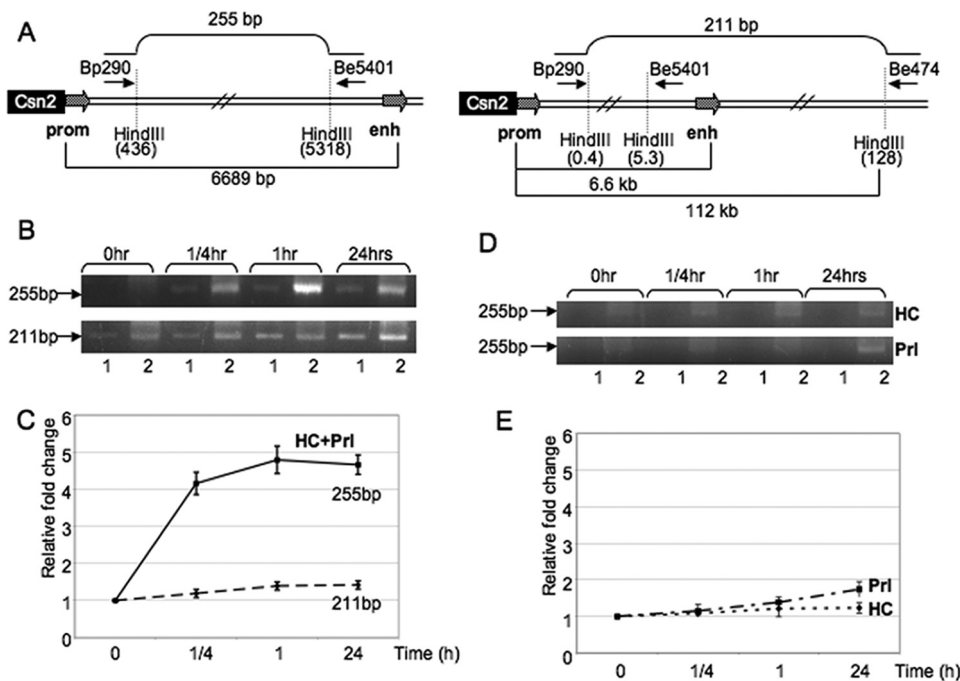 A
255 bp
Bp290
Be5401
Csn2
prom
enh
HindIII
(436)
HindIII
(5318)
6689 bp
211 bp
Bp290
Be5401
Be474
Csn2
prom
enh
HindIII
(0.4)
HindIII
(5.3)
HindIII
(128)
6.6 kb
112 kb
B
0hr 1/4hr 1hr 24hrs
255bp
211bp
1 2 1 2 1 2 1 2
D
0hr 1/4hr 1hr 24hrs
255bp HC
255bp Prl
1 2 1 2 1 2 1 2
C
Relative fold change
6
5
4
3
2
1
0
HC+Prl
255bp
211bp
0 1/4 1 24 Time (h)
E
Relative fold change
6
5
4
3
2
1
0
Prl
HC
0 1/4 1 24 Time (h)